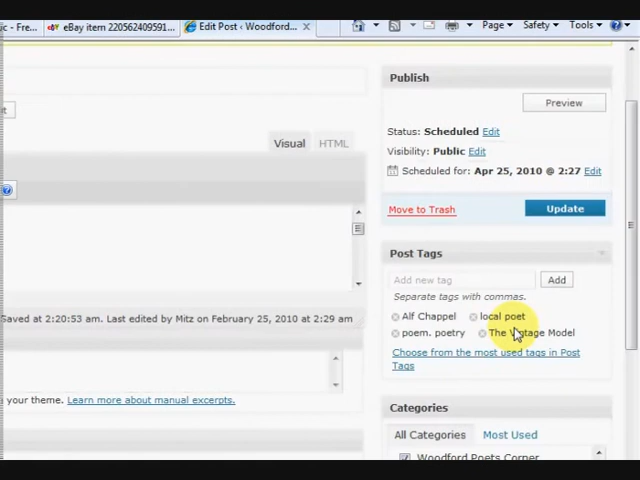 ic - Fre...
eBay item 220562409591...
Edit Post ‹ Woodford...
Page
Safety
Tools
Publish
Preview
Status: Scheduled Edit
Visibility: Public Edit
Scheduled for: Apr 25, 2010 @ 2:27 Edit
Visual
HTML
Move to Trash
Update
Post Tags
Add new tag
Add
Separate tags with commas.
Alf Chappel
local poet
poem. poetry
The Vintage Model
Choose from the most used tags in Post
Tags
Saved at 2:20:53 am. Last edited by Mitz on February 25, 2010 at 2:29 am
e your theme. Learn more about manual excerpts.
Categories
All Categories
Most Used
Woodford Poets Corner